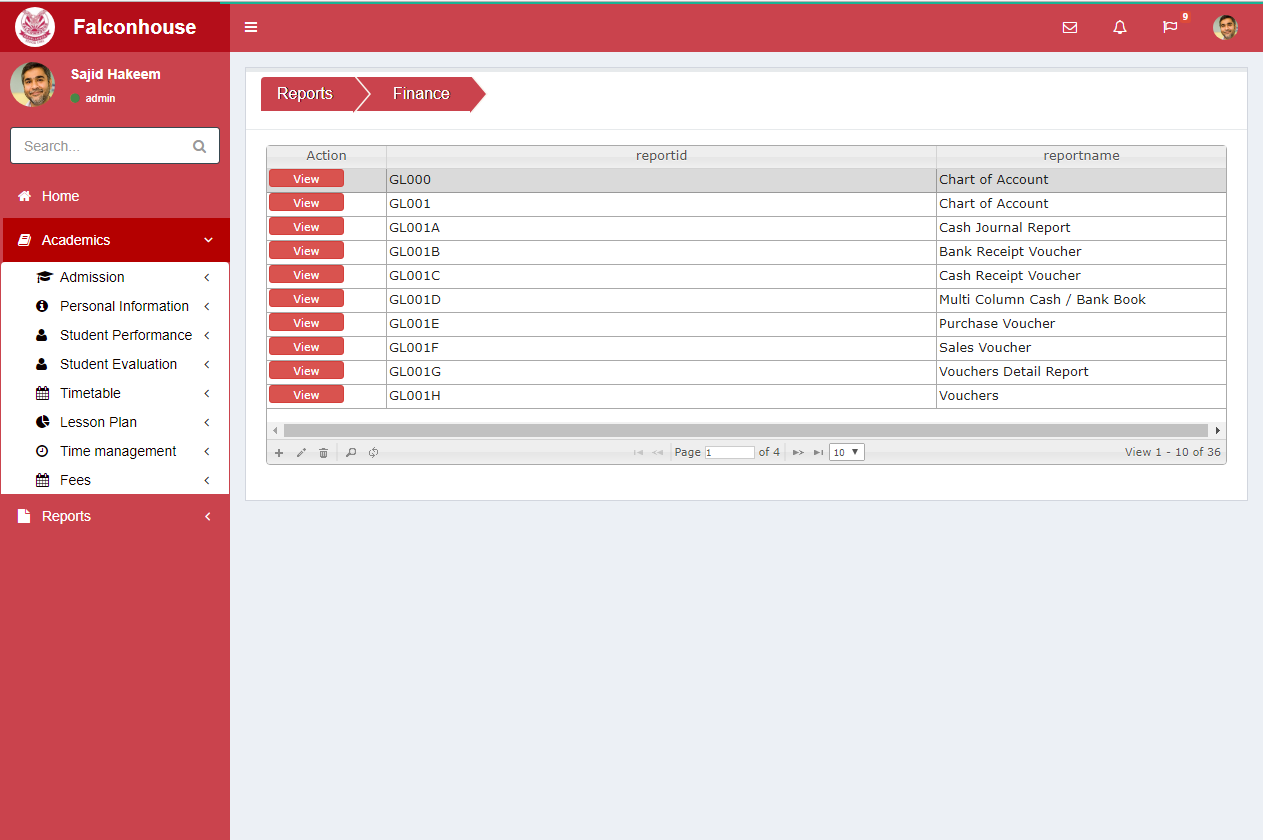 Falconhouse
9
Sajid Hakeem
admin
Search...
Home
Academics
Admission
Personal Information
Student Performance
Student Evaluation
Timetable
Lesson Plan
Time management
Fees
Reports
Reports Finance
Action reportid reportname
View GL000 Chart of Account
View GL001 Chart of Account
View GL001A Cash Journal Report
View GL001B Bank Receipt Voucher
View GL001C Cash Receipt Voucher
View GL001D Multi Column Cash / Bank Book
View GL001E Purchase Voucher
View GL001F Sales Voucher
View GL001G Vouchers Detail Report
View GL001H Vouchers
Page 1 of 4 10 View 1 - 10 of 36